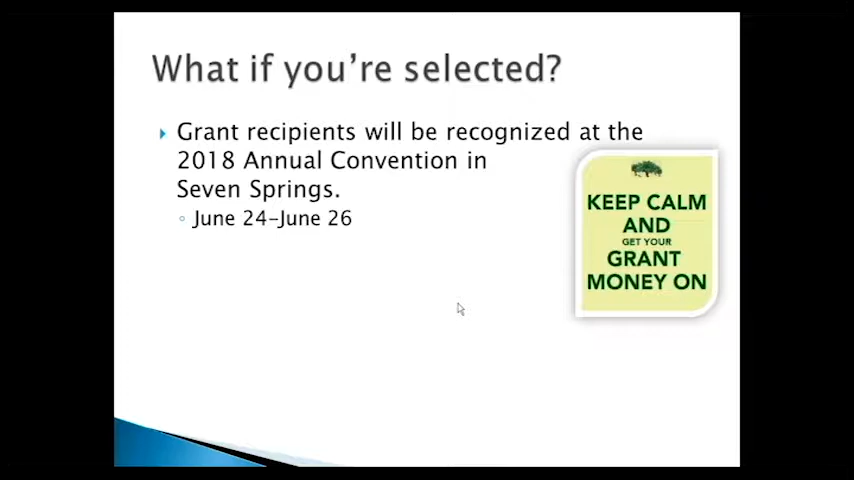 What if you're selected?
Grant recipients will be recognized at the
2018 Annual Convention in
Seven Springs.
June 24-June 26
KEEP CALM
AND
GET YOUR
GRANT
MONEY ON